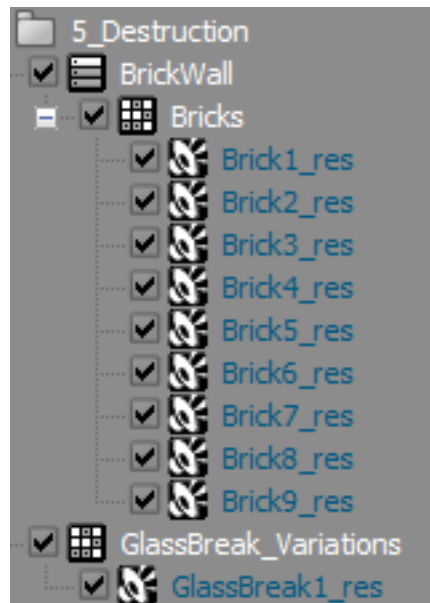 5_Destruction
BrickWall
Bricks
Brick1_res
Brick2_res
Brick3_res
Brick4_res
Brick5_res
Brick6_res
Brick7_res
Brick8_res
Brick9_res
GlassBreak_Variations
GlassBreak1_res